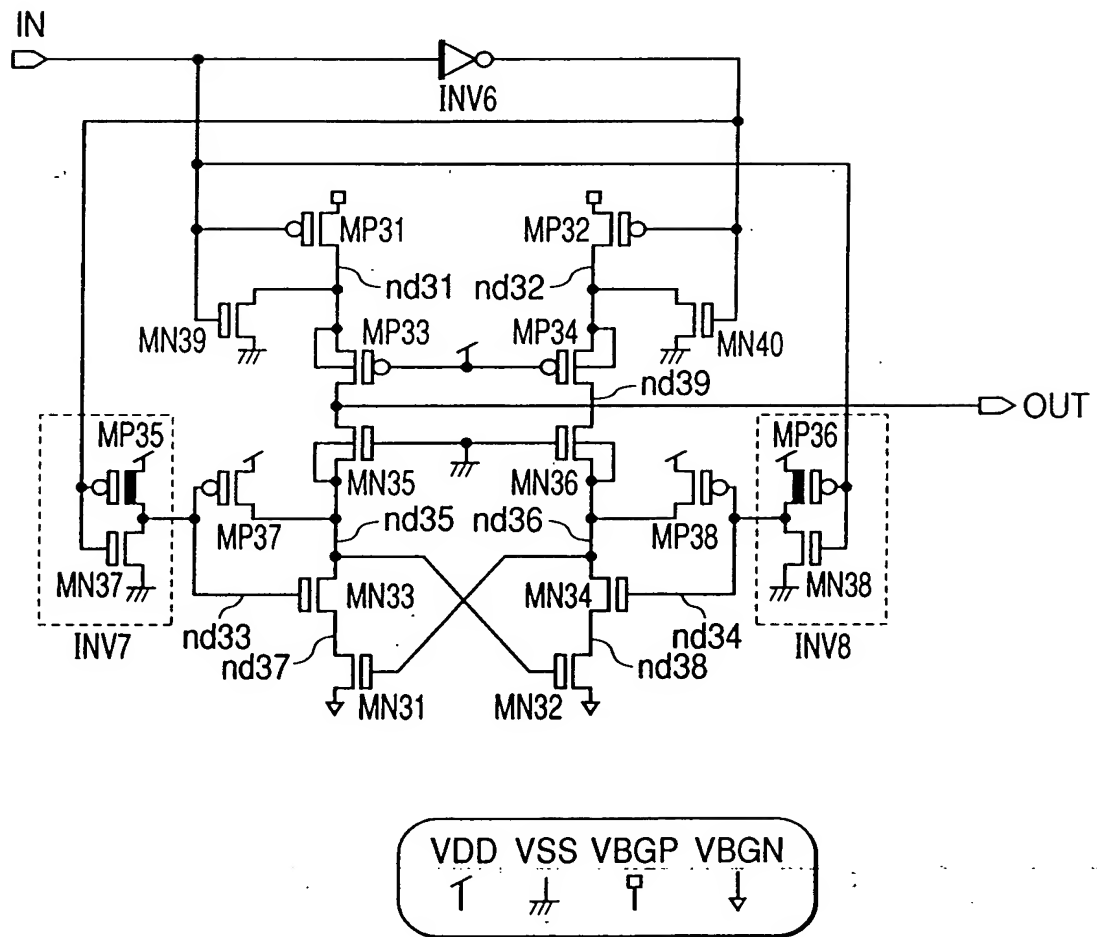 IN
INV6
MP31
MP32
nd31
nd32
MN39
MP33
MP34
MN40
nd39
OUT
MP35
MP36
MN35
MN36
MP37
nd35
nd36
MP38
MN37
MN33
MN34
MN38
INV7
nd33
nd34
INV8
nd37
nd38
MN31
MN32
VDD VSS VBGP VBGN